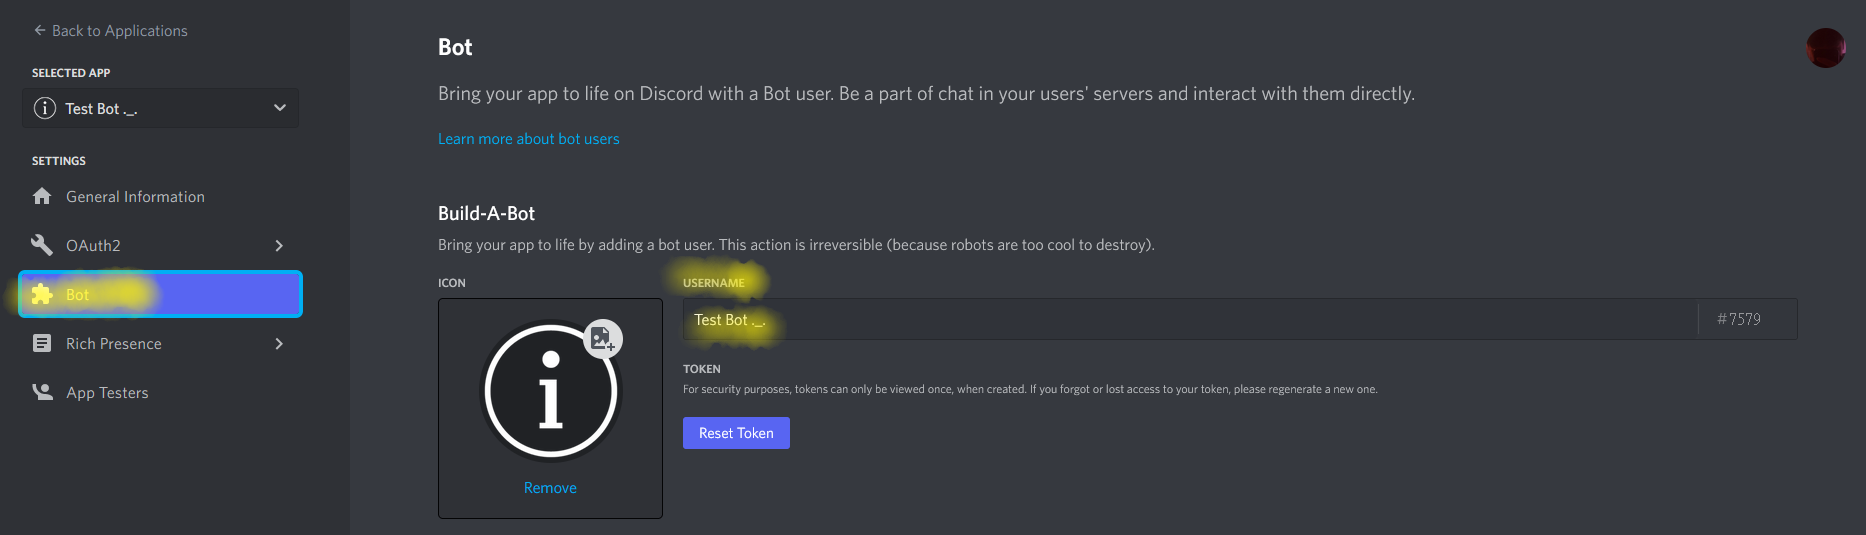 Back to Applications
SELECTED APP
Test Bot ._.
SETTINGS
General Information
OAuth2
Bot
Rich Presence
App Testers
Bot
Bring your app to life on Discord with a Bot user. Be a part of chat in your users' servers and interact with them directly.
Learn more about bot users
Build-A-Bot
Bring your app to life by adding a bot user. This action is irreversible (because robots are too cool to destroy).
ICON
Remove
USERNAME
Test Bot ._. #7579
TOKEN
For security purposes, tokens can only be viewed once, when created. If you forgot or lost access to your token, please regenerate a new one.
Reset Token